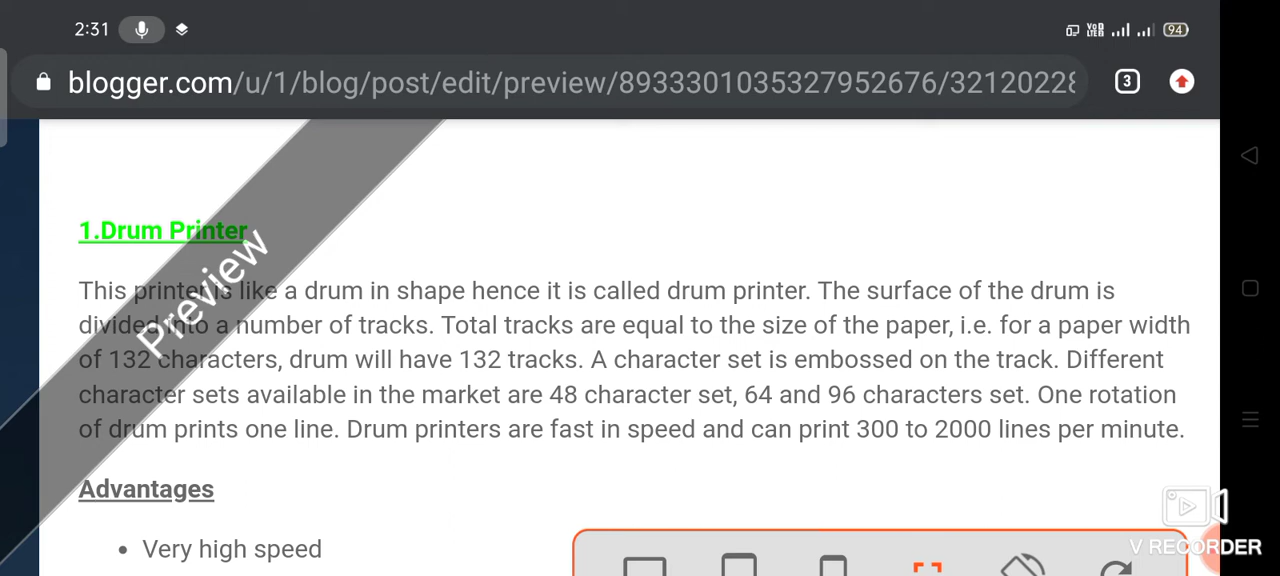 2:31
VoB LTEB
94
blogger.com/u/1/blog/post/edit/preview/8933301035327952676/32120228
3
1.Drum Printer
Preview
This printer is like a drum in shape hence it is called drum printer. The surface of the drum is
divided into a number of tracks. Total tracks are equal to the size of the paper, i.e. for a paper width
of 132 characters, drum will have 132 tracks. A character set is embossed on the track. Different
character sets available in the market are 48 character set, 64 and 96 characters set. One rotation
of drum prints one line. Drum printers are fast in speed and can print 300 to 2000 lines per minute.
Advantages
• Very high speed
V RECORDER